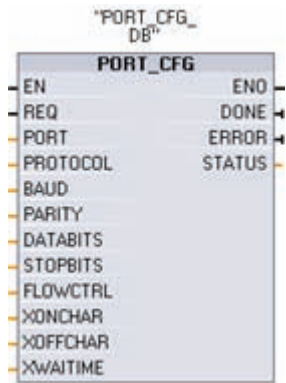 "PORT_CFG_
DB"
PORT_CFG
EN ENO
REQ DONE
PORT ERROR
PROTOCOL STATUS
BAUD
PARITY
DATABITS
STOPBITS
FLOWCTRL
XONCHAR
XOFFCHAR
XWAITIME